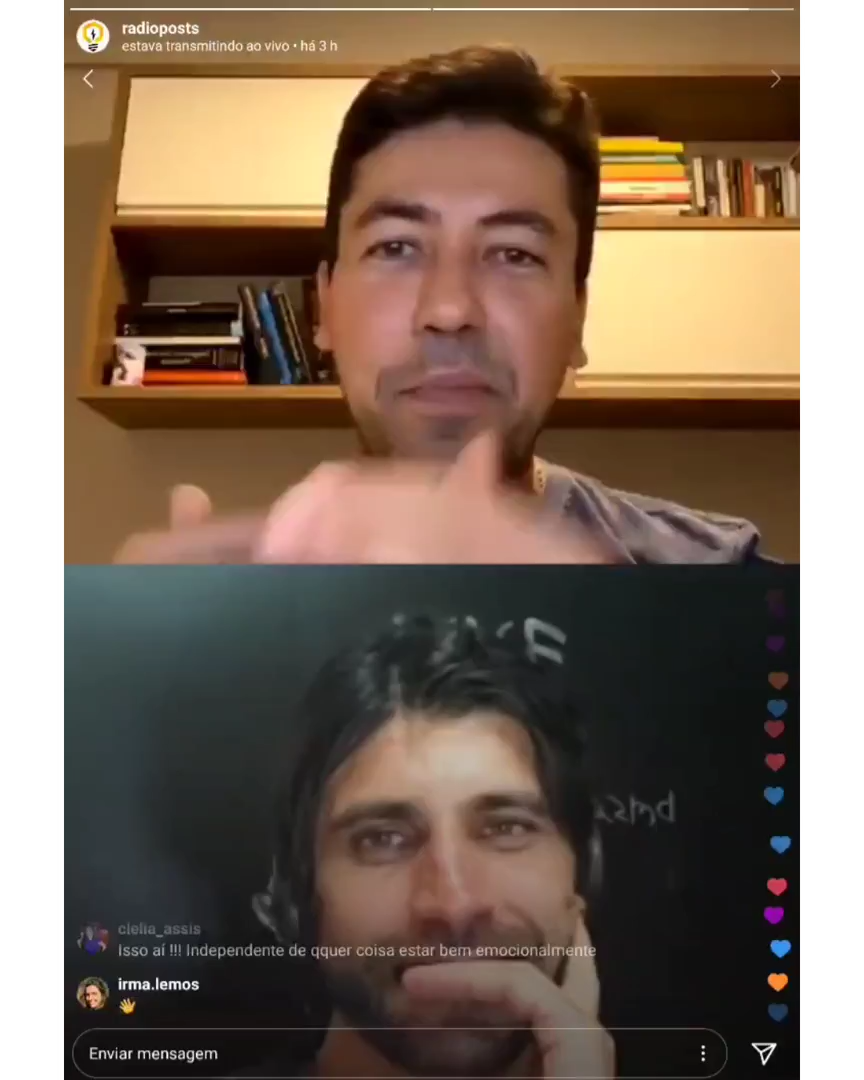 radioposts
estava transmitindo ao vivo • há 3 h
clelia_assis
Isso aí !!! Independente de qquer coisa estar bem emocionalmente
irma.lemos
👋
Enviar mensagem